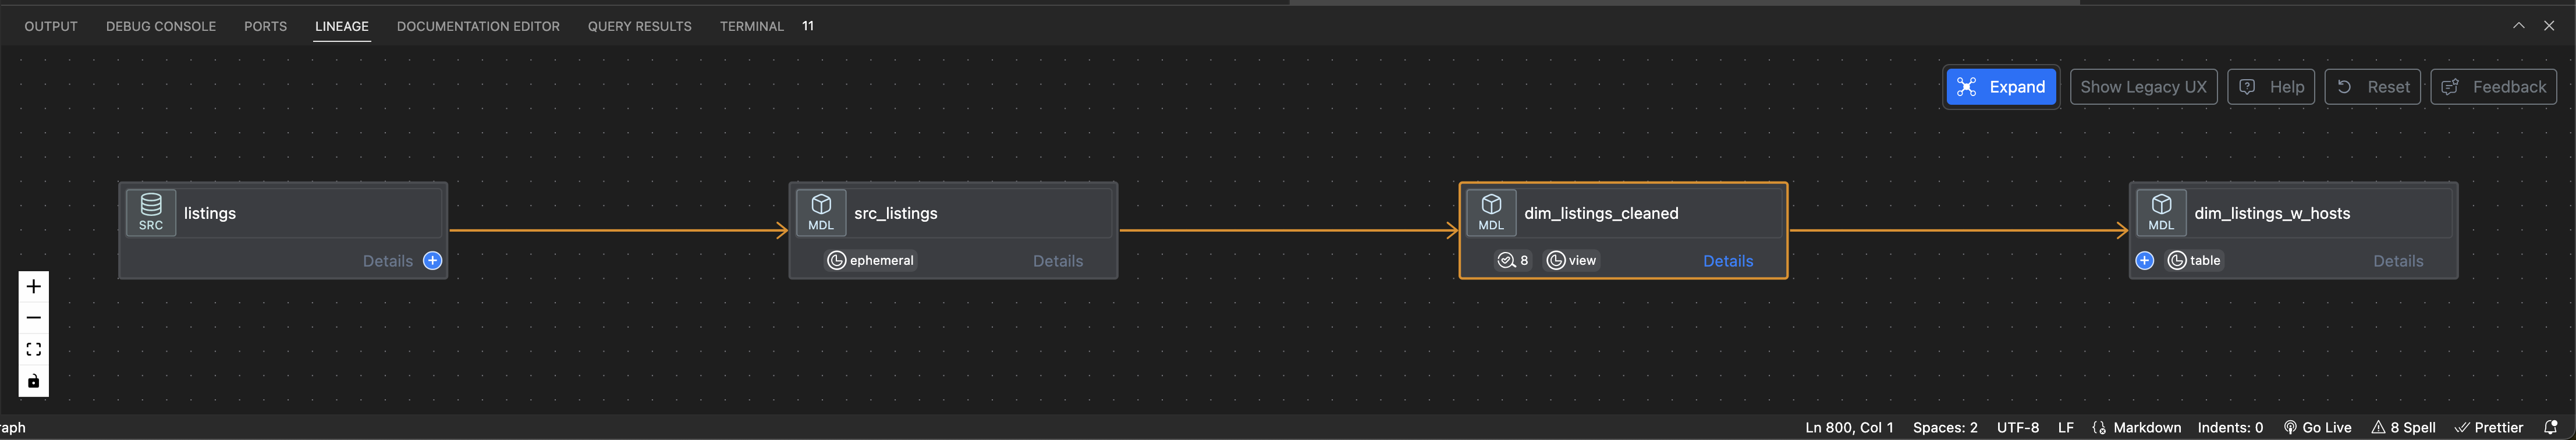 OUTPUT DEBUG CONSOLE PORTS LINEAGE DOCUMENTATION EDITOR QUERY RESULTS TERMINAL 11
Expand Show Legacy UX Help Reset Feedback
SRC listings
Details
MDL src_listings
ephemeral Details
MDL dim_listings_cleaned
8 view Details
MDL dim_listings_w_hosts
table Details
raph Ln 800, Col 1 Spaces: 2 UTF-8 LF Markdown Indents: 0 Go Live 8 Spell Prettier